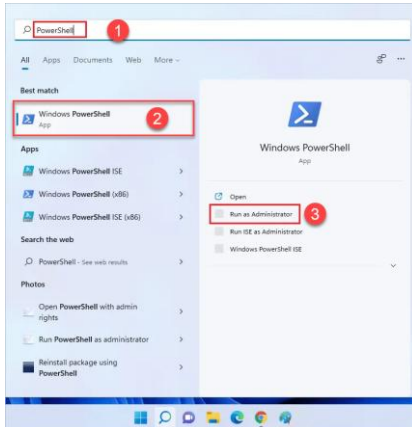 PowerShell
1
All Apps Documents Web More
Best match
Windows PowerShell
App
2
Apps
Windows PowerShell ISE
Windows PowerShell (x86)
Windows PowerShell ISE (x86)
Search the web
PowerShell - See web results
Photos
Open PowerShell with admin
rights
Run PowerShell as administrator
Reinstall package using
PowerShell
Windows PowerShell
App
Open
Run as Administrator
3
Run ISE as Administrator
Windows PowerShell ISE